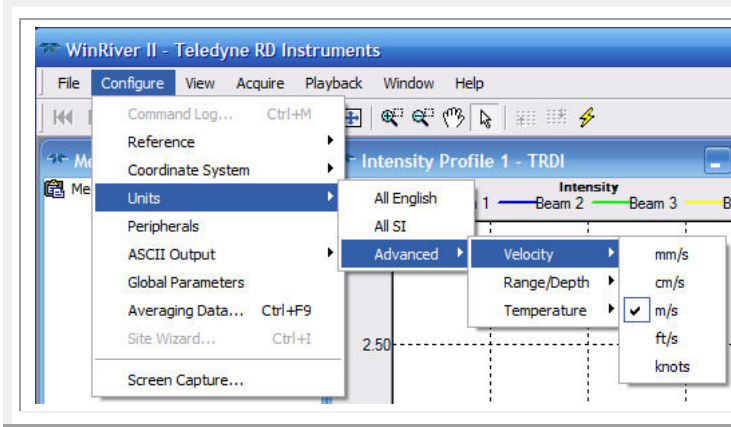 WinRiver II - Teledyne RD Instruments
File Configure View Acquire Playback Window Help
Command Log... Ctrl+M
Reference
Me Intensity Profile 1 - TRDI
Coordinate System
Me
Intensity
1 Beam 2 Beam 3 B
Units
All English
Peripherals
All SI
ASCII Output
Advanced
Velocity
mm/s
Global Parameters
Range/Depth
cm/s
Averaging Data... Ctrl+F9
Temperature
m/s
Site Wizard... Ctrl+I
2.50
ft/s
knots
Screen Capture...